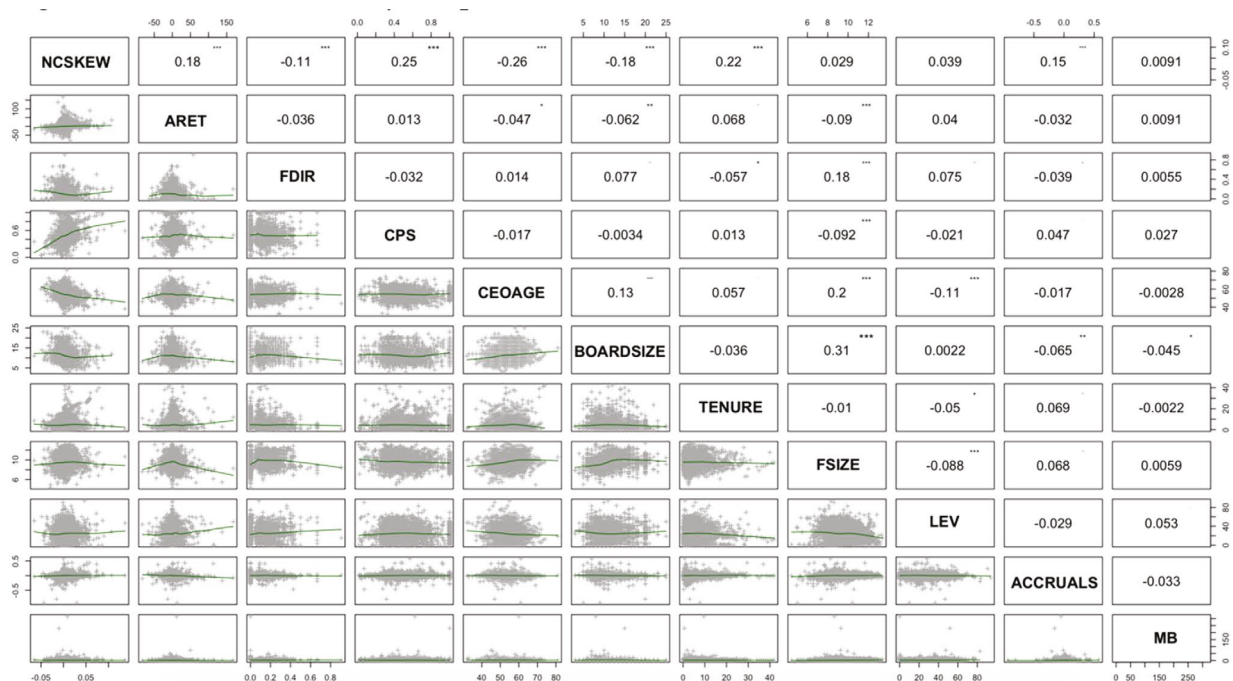 -50 0 50 150 0.0 0.4 0.8 5 10 15 20 25 6 8 10 12 -0.5 0.0 0.5
*** *** *** *** *** *** ***
NCSKEW 0.18 -0.11 0.25 -0.26 -0.18 0.22 0.029 0.039 0.15 0.0091 -0.05 0.10
* ** ***
-50 100 ARET -0.036 0.013 -0.047 -0.062 0.068 -0.09 0.04 -0.032 0.0091
* ***
FDIR -0.032 0.014 0.077 -0.057 0.18 0.075 -0.039 0.0055 0.0 0.4 0.8
***
0.0 0.6 CPS -0.017 -0.0034 0.013 -0.092 -0.021 0.047 0.027
*** *** ***
CEOAGE 0.13 0.057 0.2 -0.11 -0.017 -0.0028 40 60 80
*** ** *
5 15 25 BOARDSIZE -0.036 0.31 0.0022 -0.065 -0.045
*
TENURE -0.01 -0.05 0.069 -0.0022 0 20 40
***
6 10 FSIZE -0.088 0.068 0.0059
LEV -0.029 0.053 0 40 80
-0.5 0.5 ACCRUALS -0.033
MB 0 150
-0.05 0.05 0.0 0.2 0.4 0.6 0.8 40 50 60 70 80 0 10 20 30 40 0 20 40 60 80 0 50 150 250